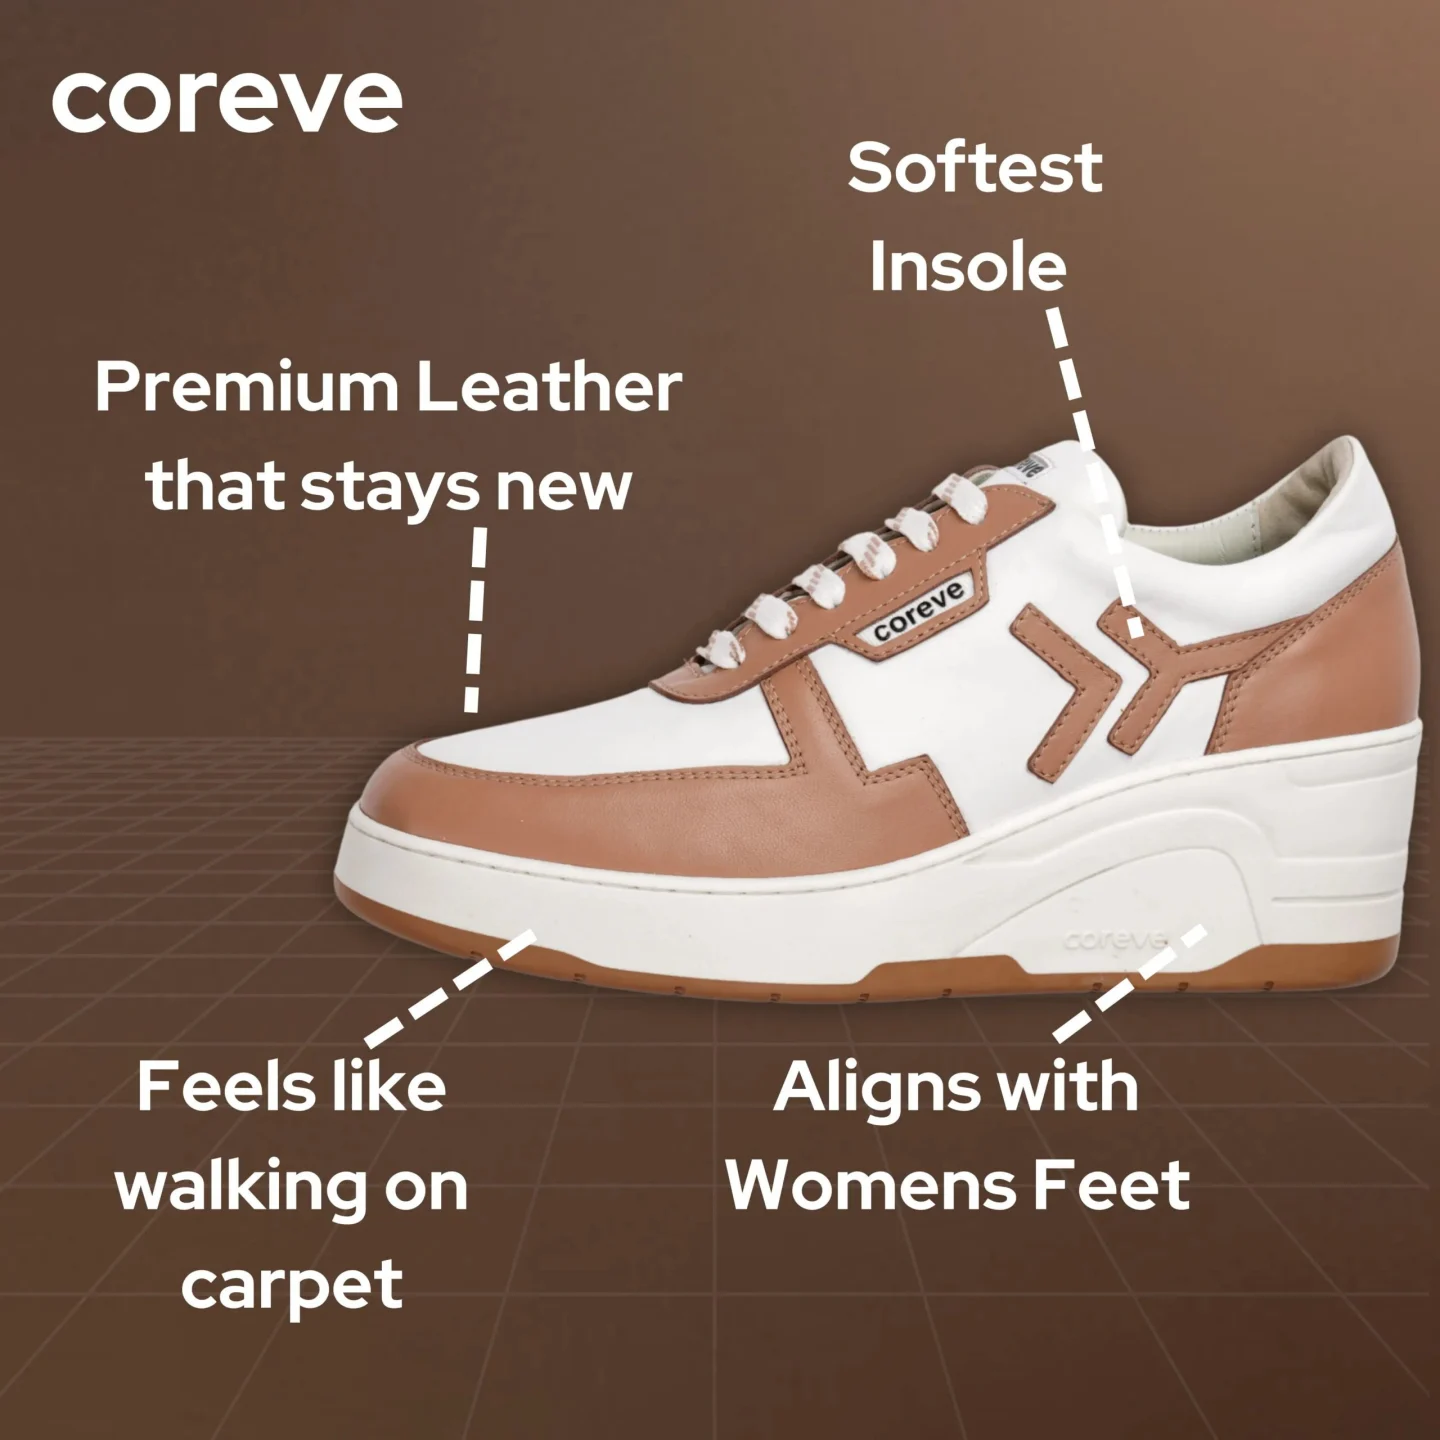 coreve
Softest
Insole
Premium Leather
that stays new
coreve
coreve
Feels like
walking on
carpet
Aligns with
Womens Feet